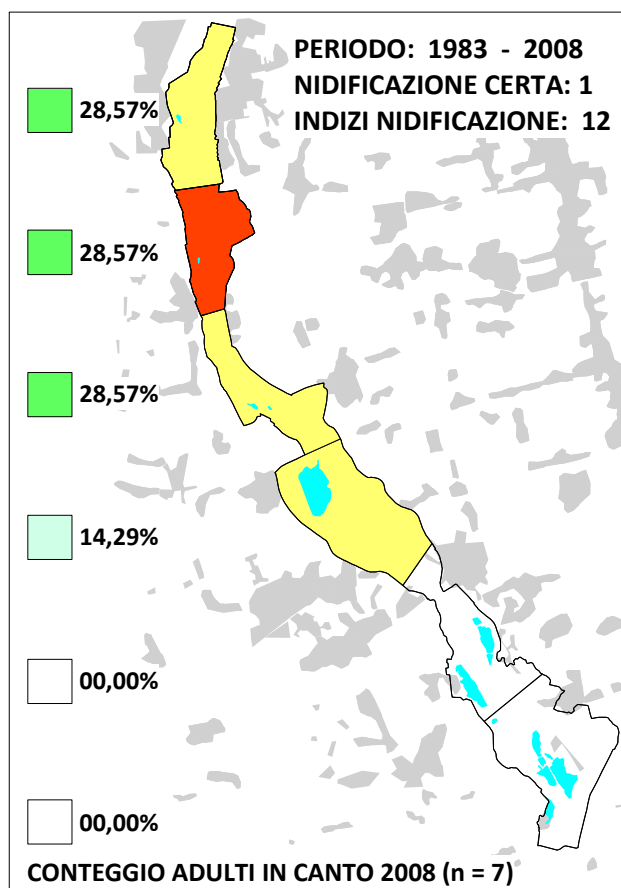 PERIODO: 1983 - 2008
NIDIFICAZIONE CERTA: 1
INDIZI NIDIFICAZIONE: 12
28,57%
28,57%
28,57%
14,29%
00,00%
00,00%
CONTEGGIO ADULTI IN CANTO 2008 (n = 7)